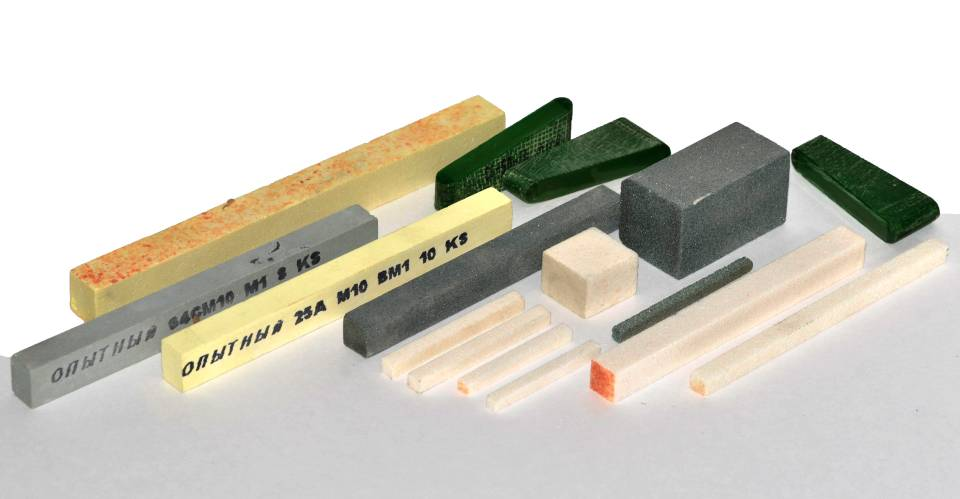 ОПЫТНЫЙ 64СМ10 М1 8 KS
ОПЫТНЫЙ 25А М10 ВМ1 10 KS